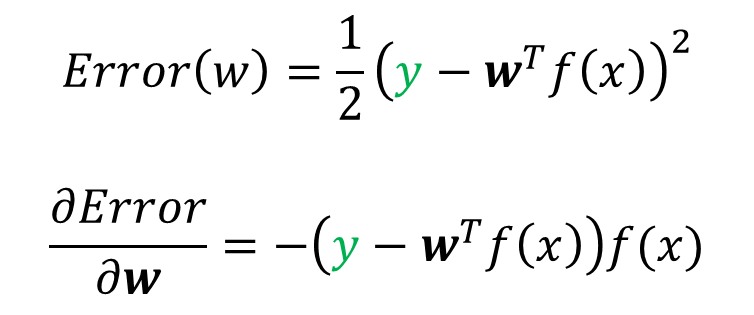 Error(w) = 1/2 (y − w^T f(x))^2
∂Error/∂w = −(y − w^T f(x))f(x)